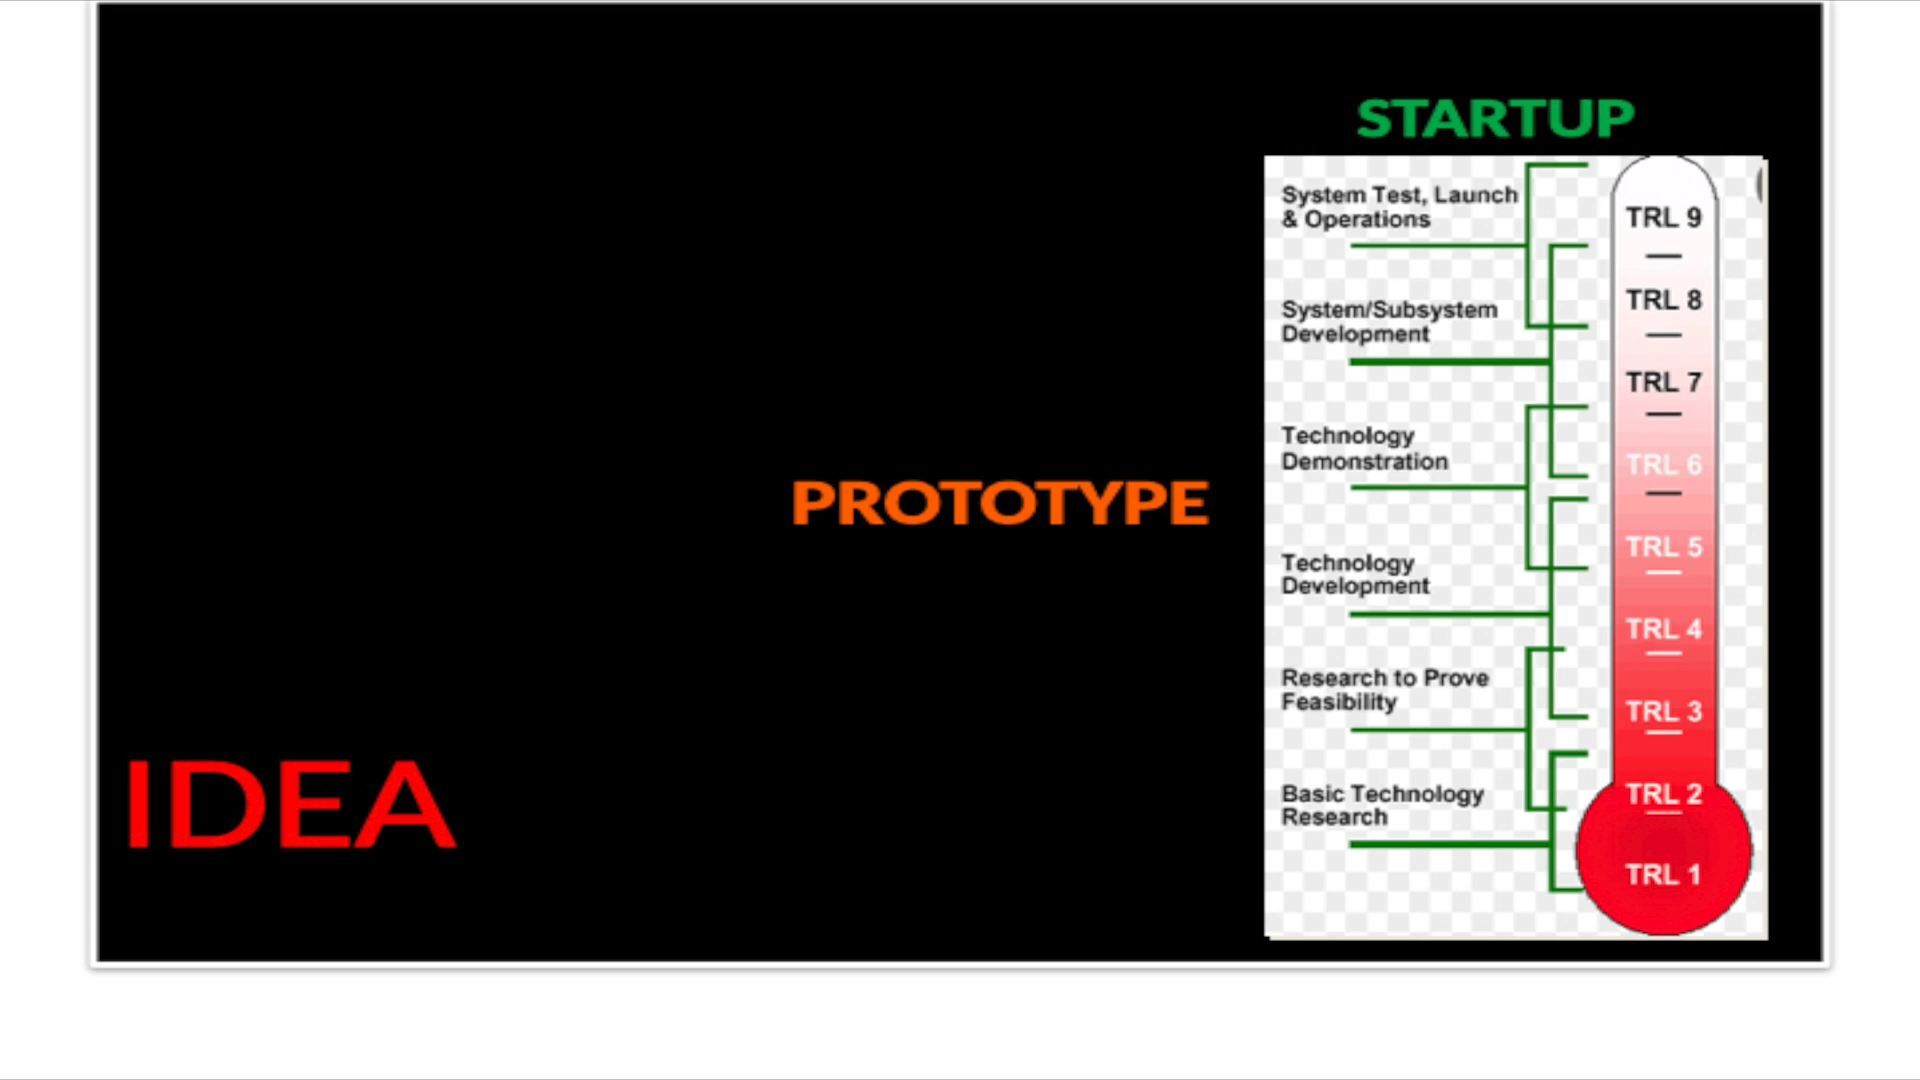 STARTUP
System Test, Launch
& Operations
System/Subsystem
Development
Technology
Demonstration
Technology
Development
Research to Prove
Feasibility
Basic Technology
Research
TRL 9
TRL 8
TRL 7
TRL 6
TRL 5
TRL 4
TRL 3
TRL 2
TRL 1
PROTOTYPE
IDEA